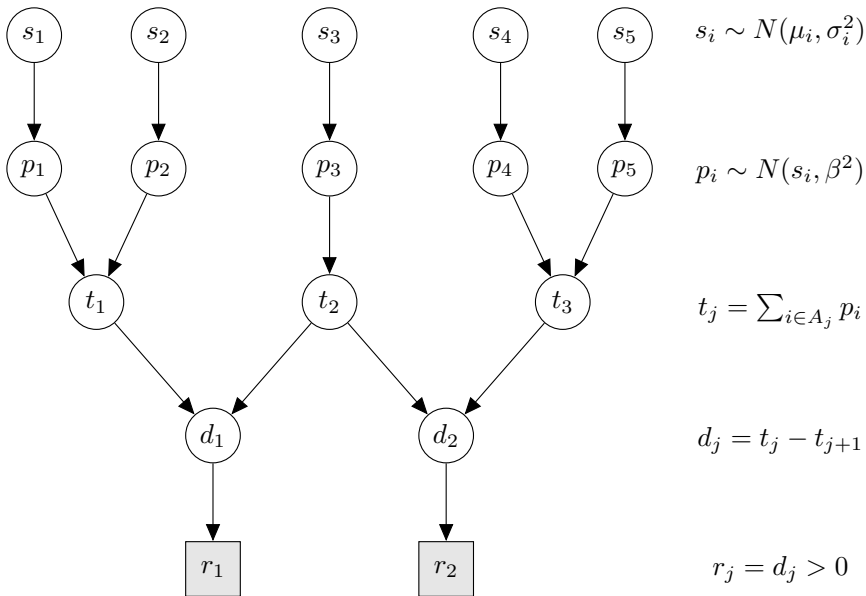 s₁ s₂ s₃ s₄ s₅ sᵢ ∼ N(μᵢ, σᵢ²)
p₁ p₂ p₃ p₄ p₅ pᵢ ∼ N(sᵢ, β²)
t₁ t₂ t₃ tⱼ = ∑_{i∈Aⱼ} pᵢ
d₁ d₂ dⱼ = tⱼ − tⱼ₊₁
r₁ r₂ rⱼ = dⱼ > 0